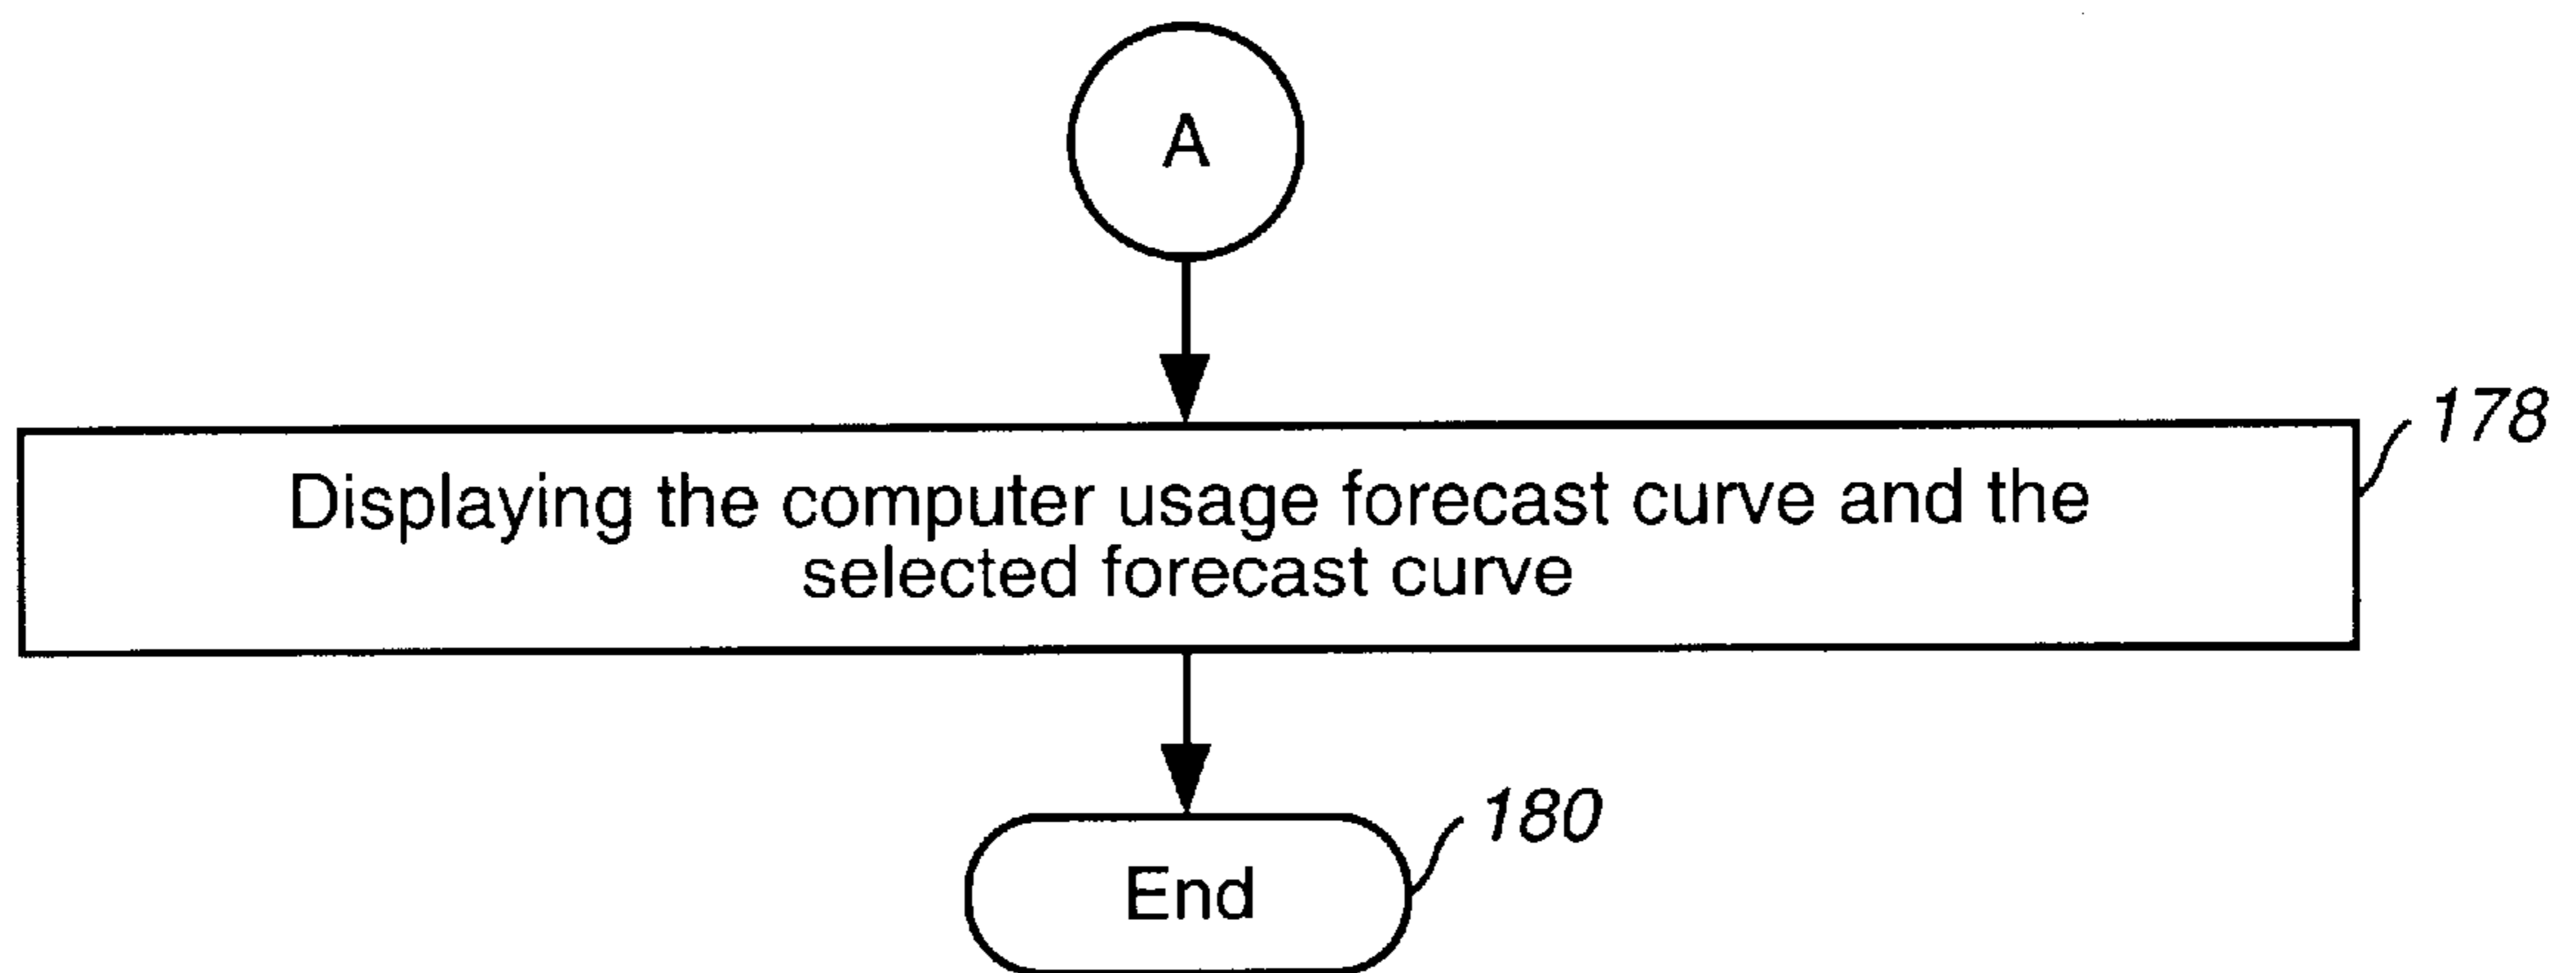 A
178
Displaying the computer usage forecast curve and the
selected forecast curve
180
End